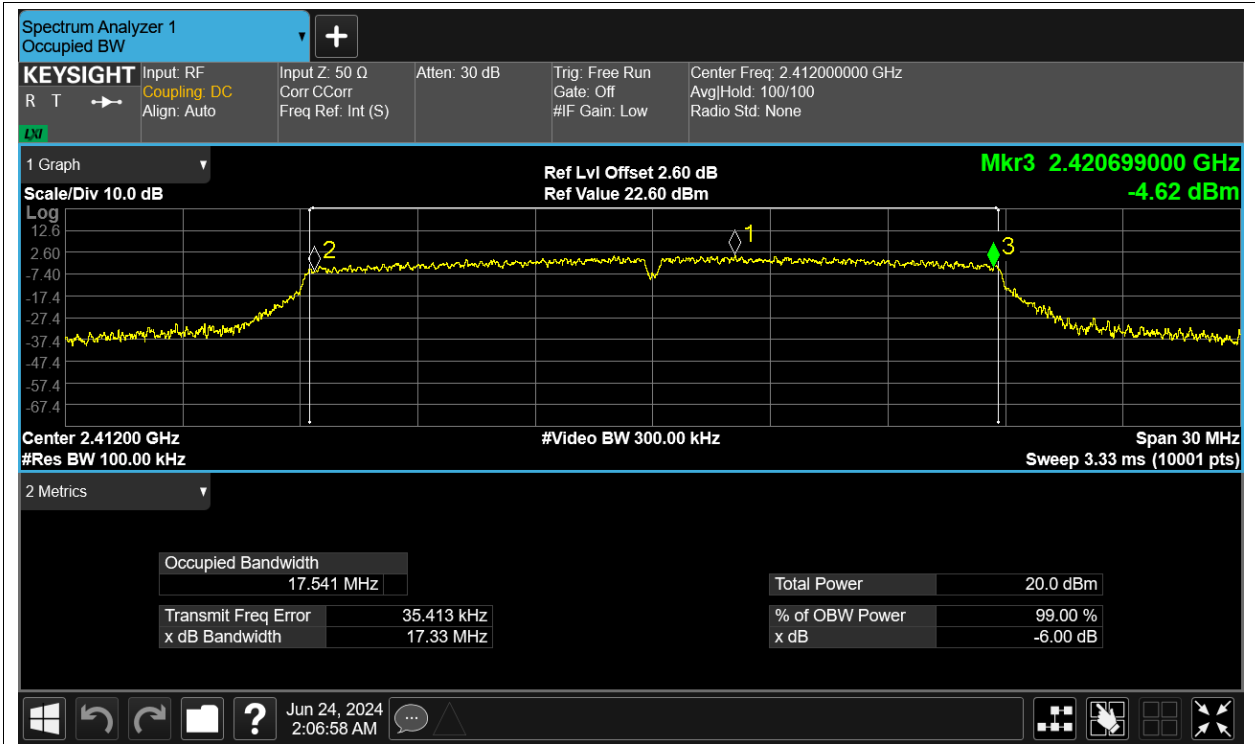 Spectrum Analyzer 1
Occupied BW
KEYSIGHT
R T
LXI
Input: RF
Coupling: DC
Align: Auto
Input Z: 50 Ω
Corr CCorr
Freq Ref: Int (S)
Atten: 30 dB
Trig: Free Run
Gate: Off
#IF Gain: Low
Center Freq: 2.412000000 GHz
Avg|Hold: 100/100
Radio Std: None
1 Graph
Scale/Div 10.0 dB
Ref Lvl Offset 2.60 dB
Ref Value 22.60 dBm
Mkr3 2.420699000 GHz
-4.62 dBm
Log
12.6
2.60
-7.40
-17.4
-27.4
-37.4
-47.4
-57.4
-67.4
2
1
3
Center 2.41200 GHz
#Res BW 100.00 kHz
#Video BW 300.00 kHz
Span 30 MHz
Sweep 3.33 ms (10001 pts)
2 Metrics
Occupied Bandwidth
17.541 MHz
Transmit Freq Error 35.413 kHz
x dB Bandwidth 17.33 MHz
Total Power 20.0 dBm
% of OBW Power 99.00 %
x dB -6.00 dB
?
Jun 24, 2024
2:06:58 AM